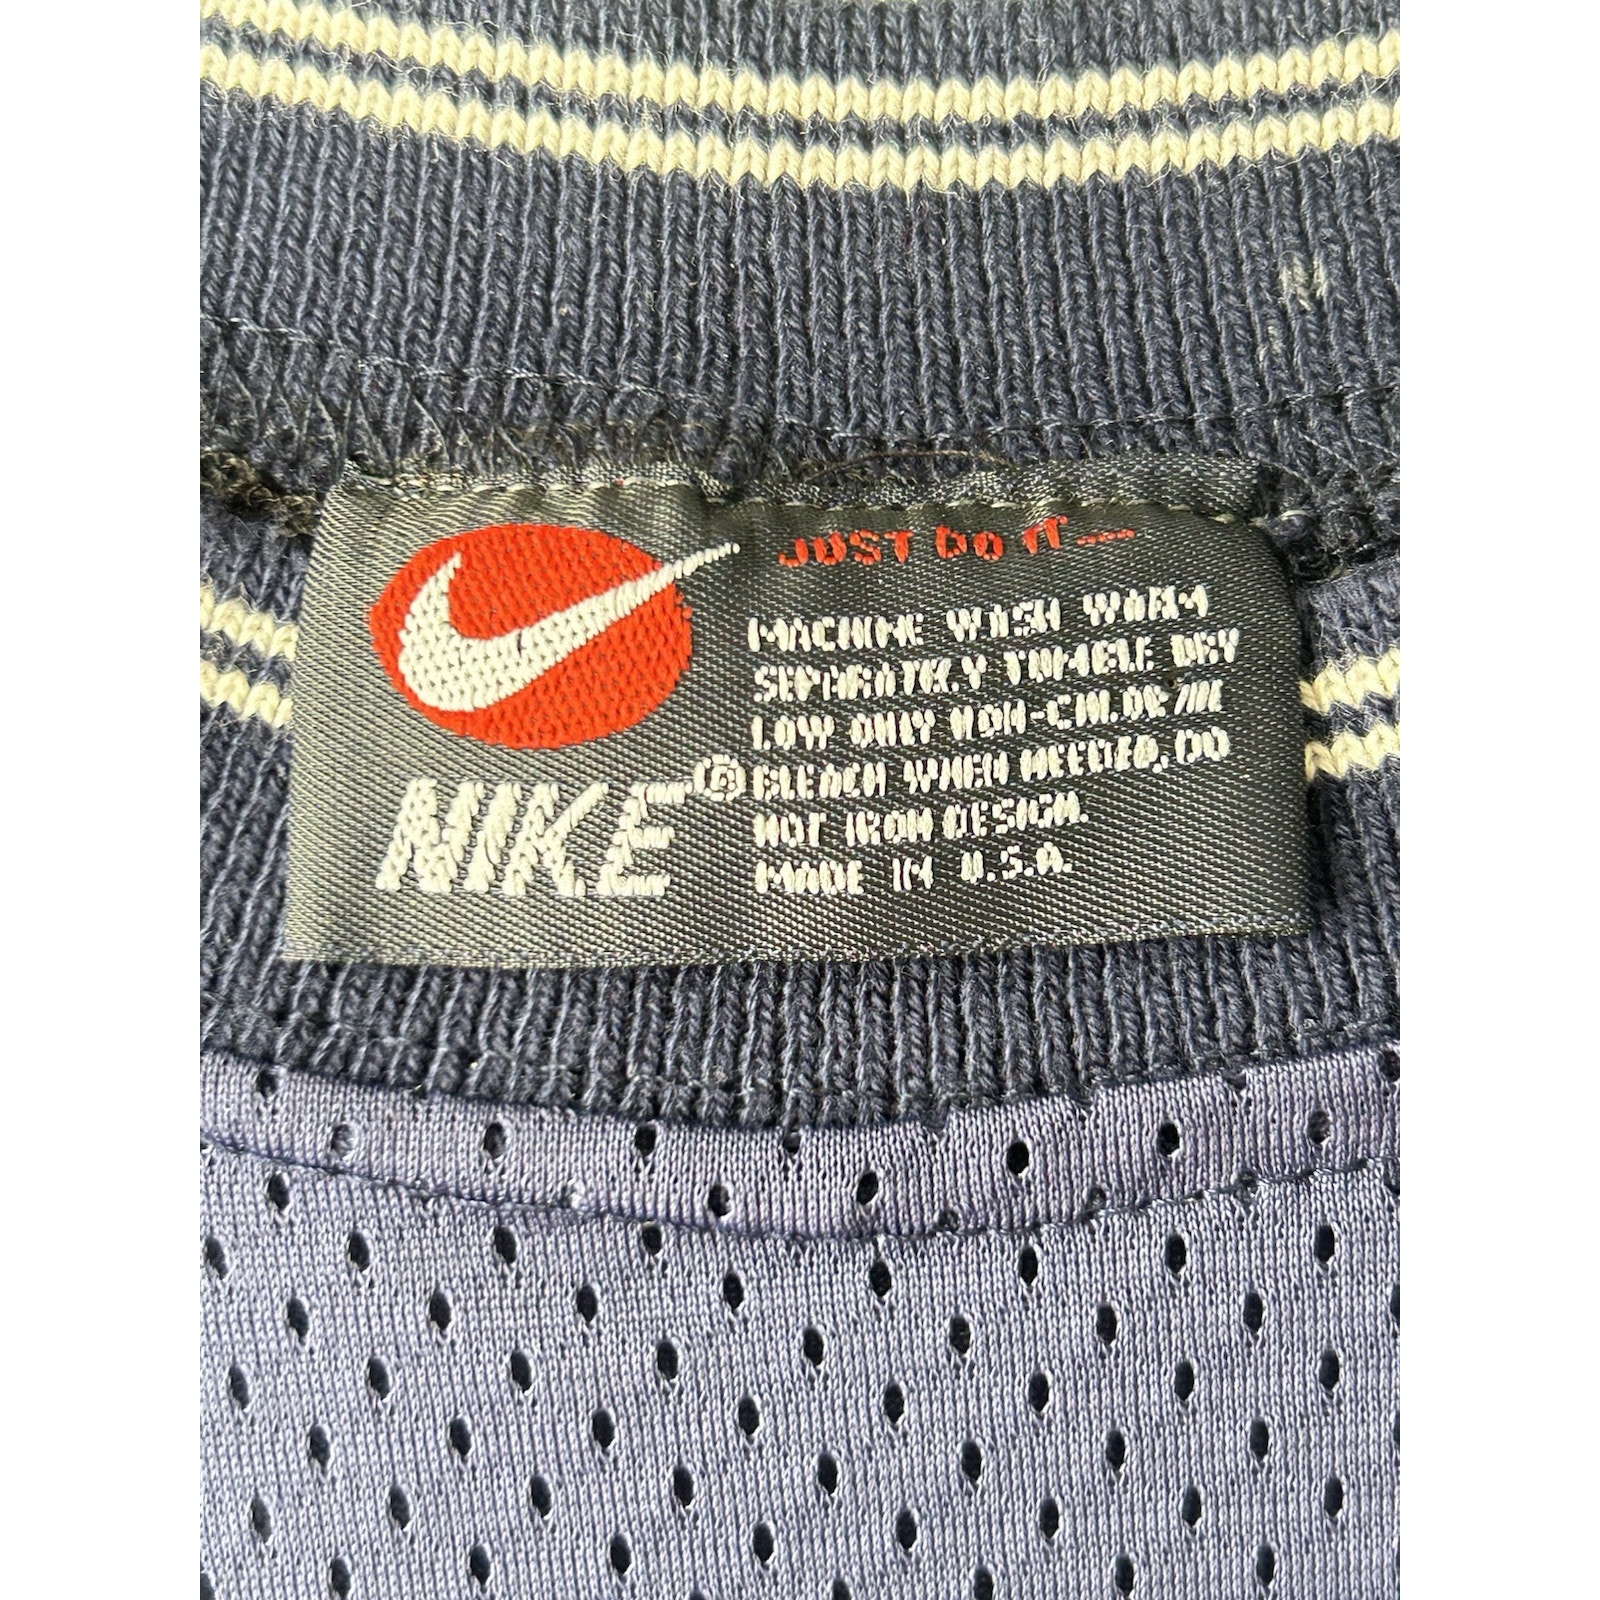 JUST DO IT....
MACHINE WASH WARM
SEPARATELY TUMBLE DRY
LOW ONLY NON-CHLORINE
BLEACH WHEN NEEDED, DO
NOT IRON DESIGN.
MADE IN U.S.A.
NIKE®